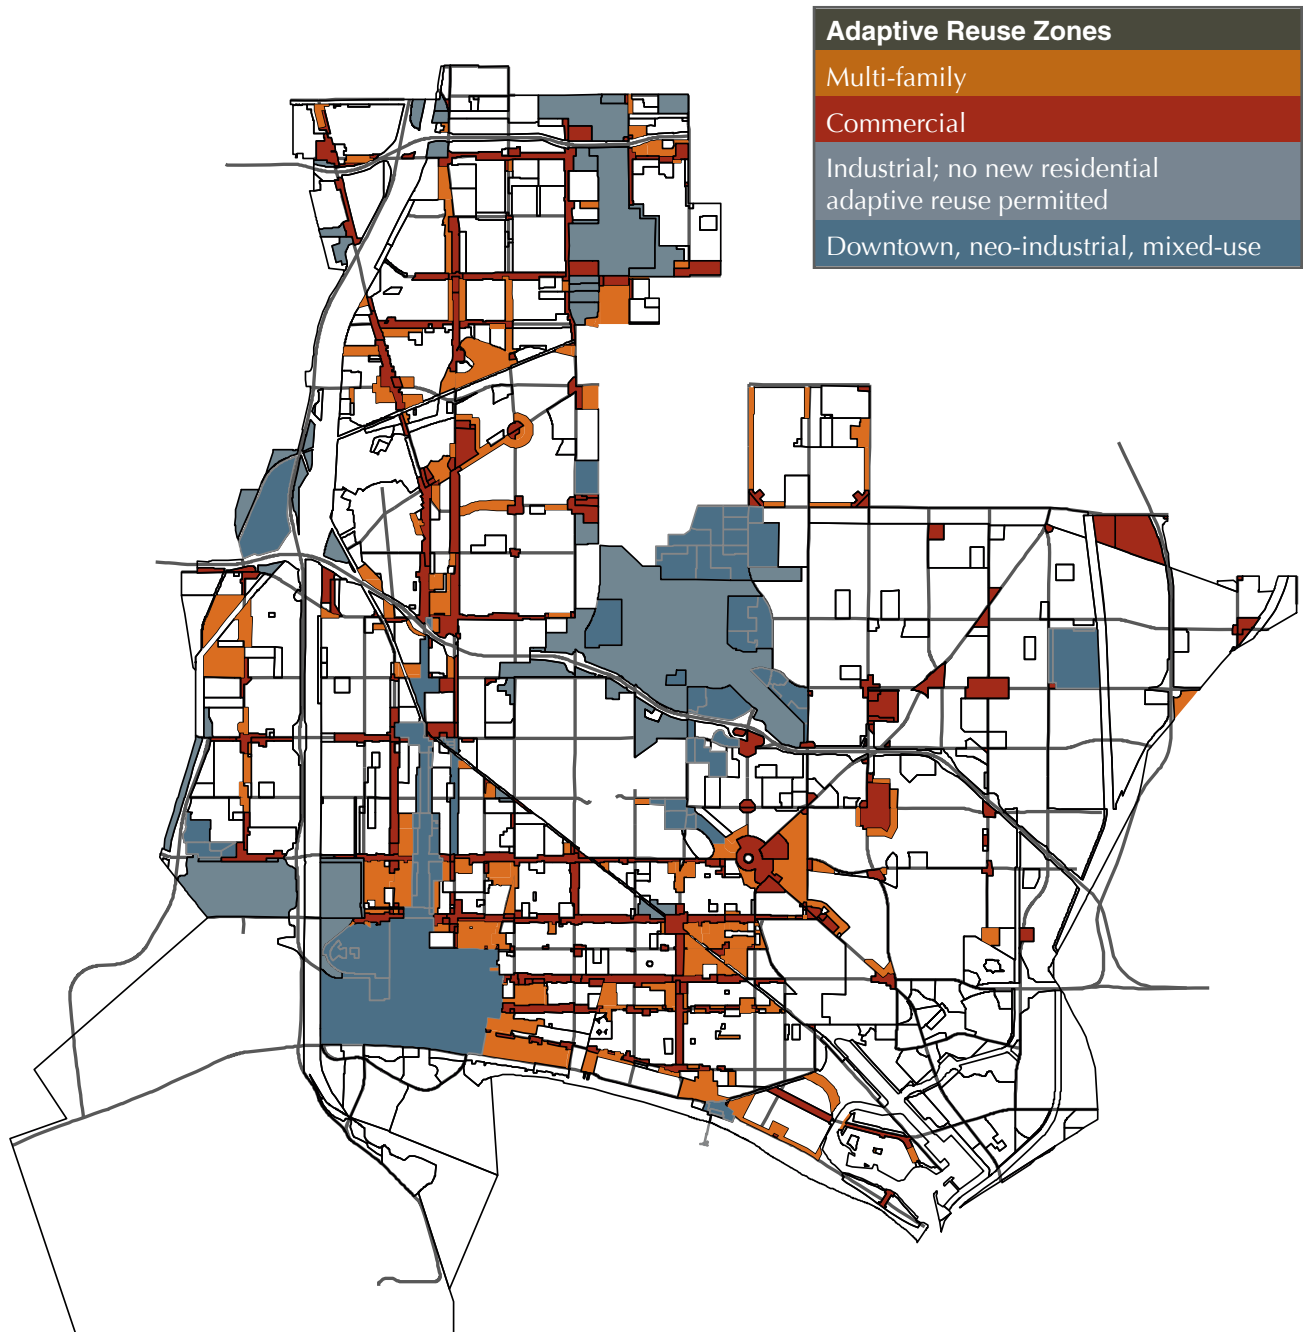 Adaptive Reuse Zones
Multi-family
Commercial
Industrial; no new residential
adaptive reuse permitted
Downtown, neo-industrial, mixed-use